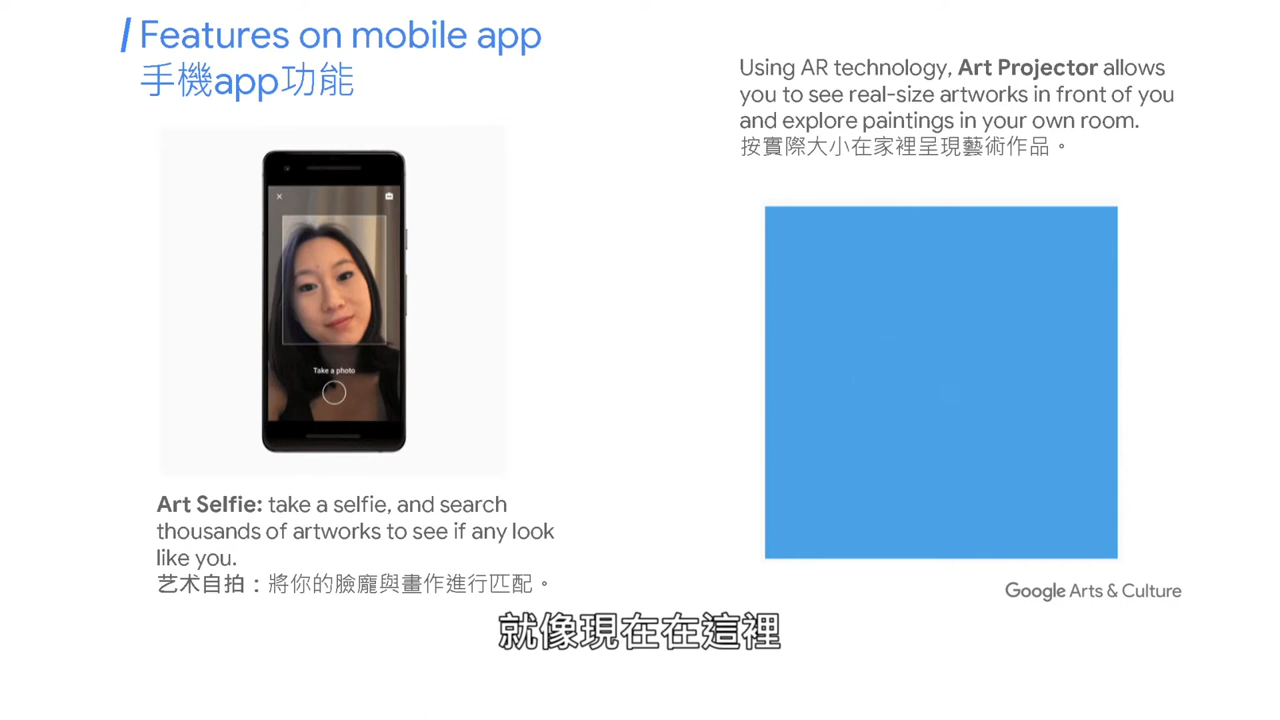 Features on mobile app
手機app功能
Take a photo
Art Selfie: take a selfie, and search
thousands of artworks to see if any look
like you.
艺术自拍：將你的臉龐與畫作進行匹配。
Using AR technology, Art Projector allows
you to see real-size artworks in front of you
and explore paintings in your own room.
按實際大小在家裡呈現藝術作品。
Google Arts & Culture
就像現在在這裡